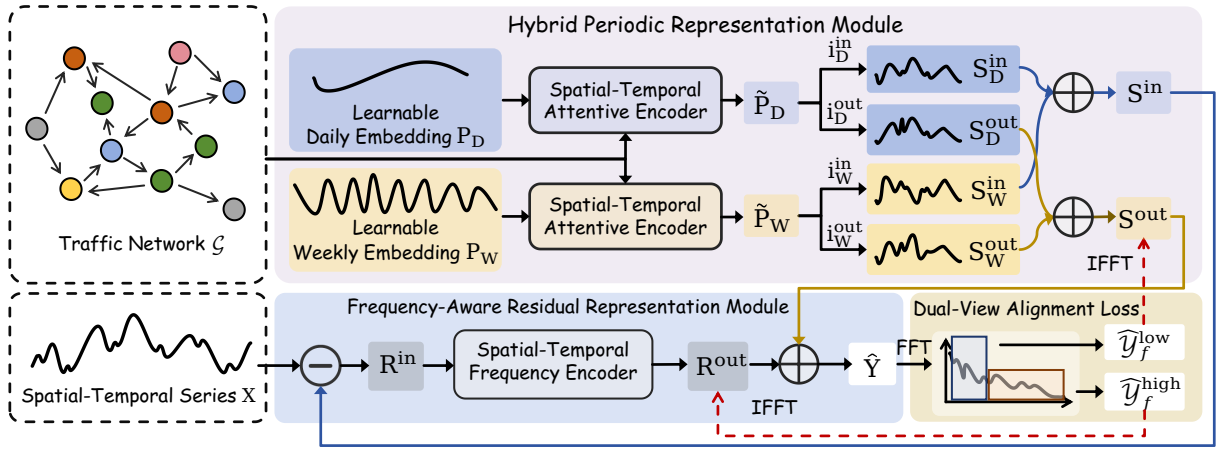 Hybrid Periodic Representation Module
Learnable
Daily Embedding P_D
Spatial-Temporal
Attentive Encoder
P̃_D
i_D^in
i_D^out
S_D^in
S_D^out
S^in
Traffic Network 𝒢
Learnable
Weekly Embedding P_W
Spatial-Temporal
Attentive Encoder
P̃_W
i_W^in
i_W^out
S_W^in
S_W^out
S^out
IFFT
Spatial-Temporal Series X
Frequency-Aware Residual Representation Module
R^in
Spatial-Temporal
Frequency Encoder
R^out
IFFT
Ŷ
FFT
Dual-View Alignment Loss
𝒴̂_f^low
𝒴̂_f^high